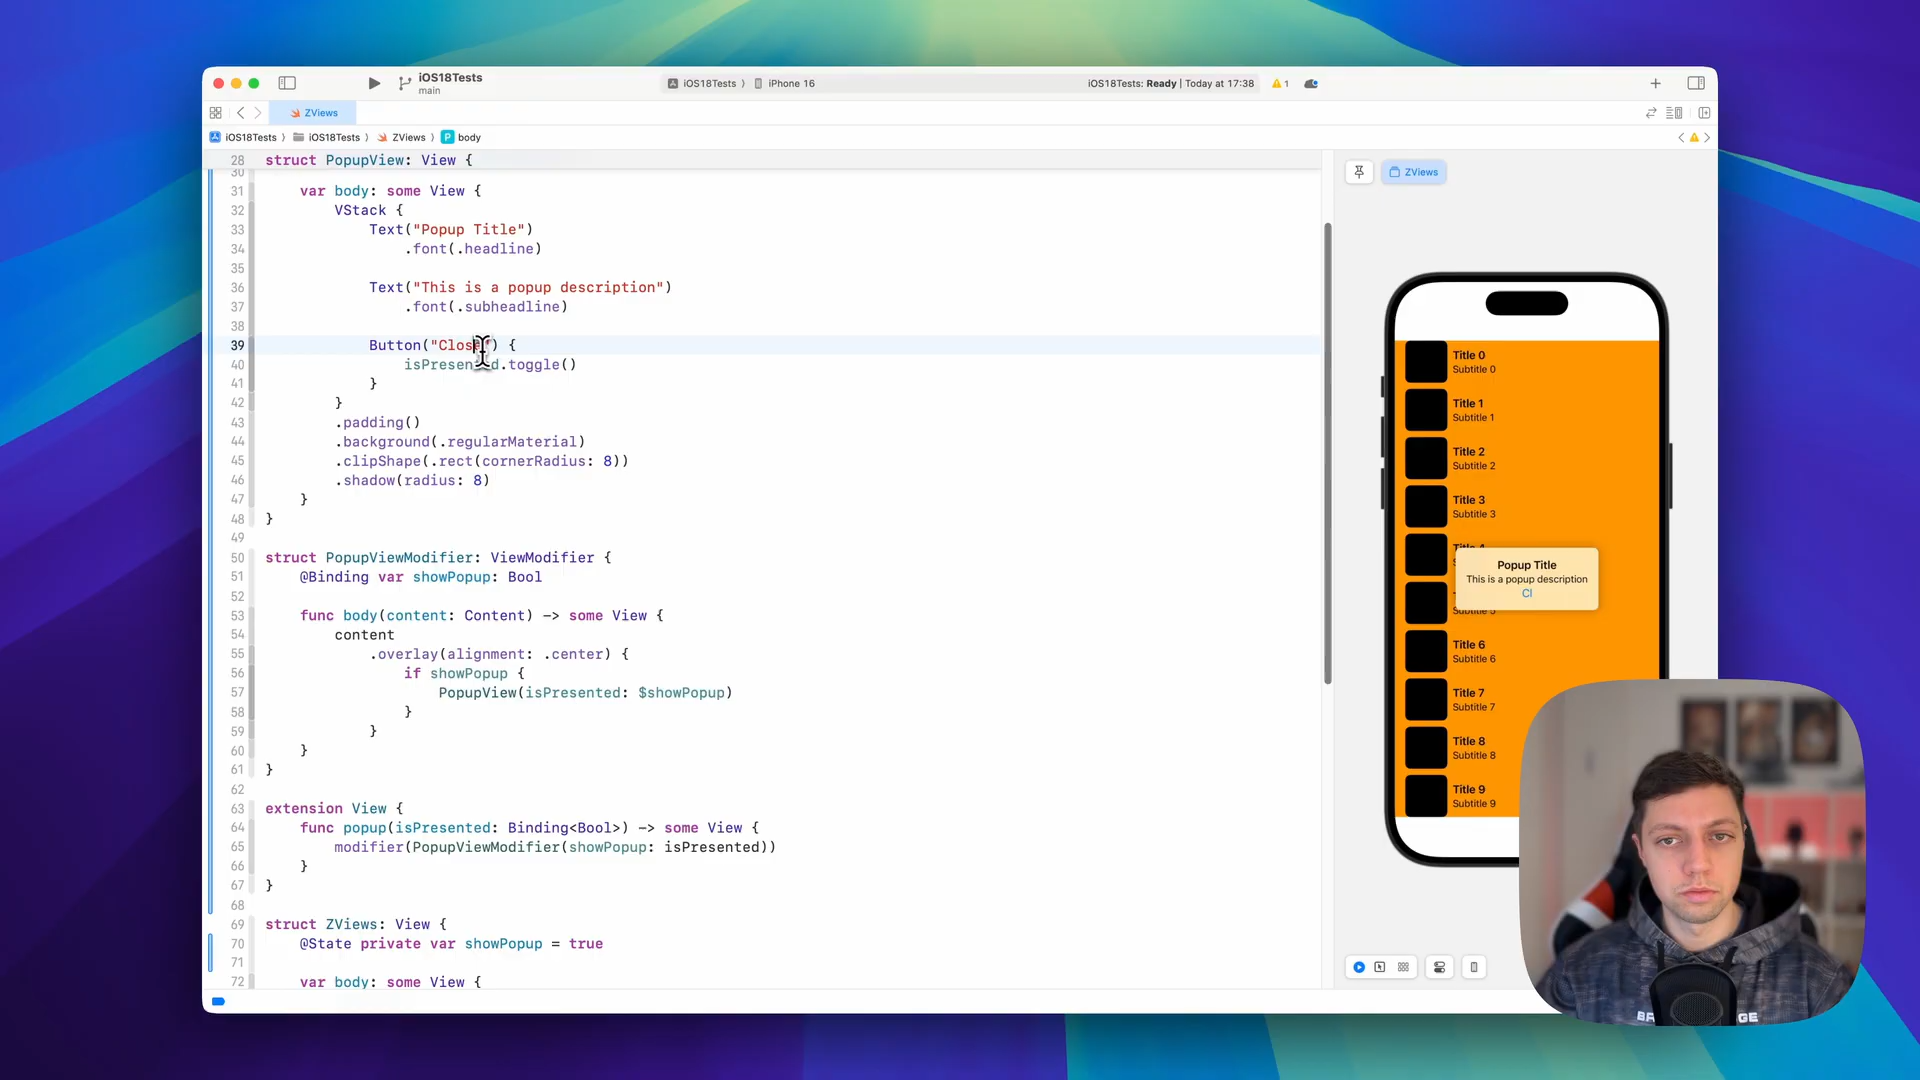 iOS18Tests
main
iOS18Tests 〉 iPhone 16
iOS18Tests: Ready | Today at 17:38
1
ZViews
iOS18Tests 〉 iOS18Tests 〉 ZViews 〉 P body
28 struct PopupView: View {
30
31 var body: some View {
32 VStack {
33 Text("Popup Title")
34 .font(.headline)
35
36 Text("This is a popup description")
37 .font(.subheadline)
38
39 Button("Close") {
40 isPresented.toggle()
41 }
42 }
43 .padding()
44 .background(.regularMaterial)
45 .clipShape(.rect(cornerRadius: 8))
46 .shadow(radius: 8)
47 }
48 }
49
50 struct PopupViewModifier: ViewModifier {
51 @Binding var showPopup: Bool
52
53 func body(content: Content) -> some View {
54 content
55 .overlay(alignment: .center) {
56 if showPopup {
57 PopupView(isPresented: $showPopup)
58 }
59 }
60 }
61 }
62
63 extension View {
64 func popup(isPresented: Binding<Bool>) -> some View {
65 modifier(PopupViewModifier(showPopup: isPresented))
66 }
67 }
68
69 struct ZViews: View {
70 @State private var showPopup = true
71
72 var body: some View {
ZViews
Title 0
Subtitle 0
Title 1
Subtitle 1
Title 2
Subtitle 2
Title 3
Subtitle 3
Popup Title
This is a popup description
Cl
Title 6
Subtitle 6
Title 7
Subtitle 7
Title 8
Subtitle 8
Title 9
Subtitle 9